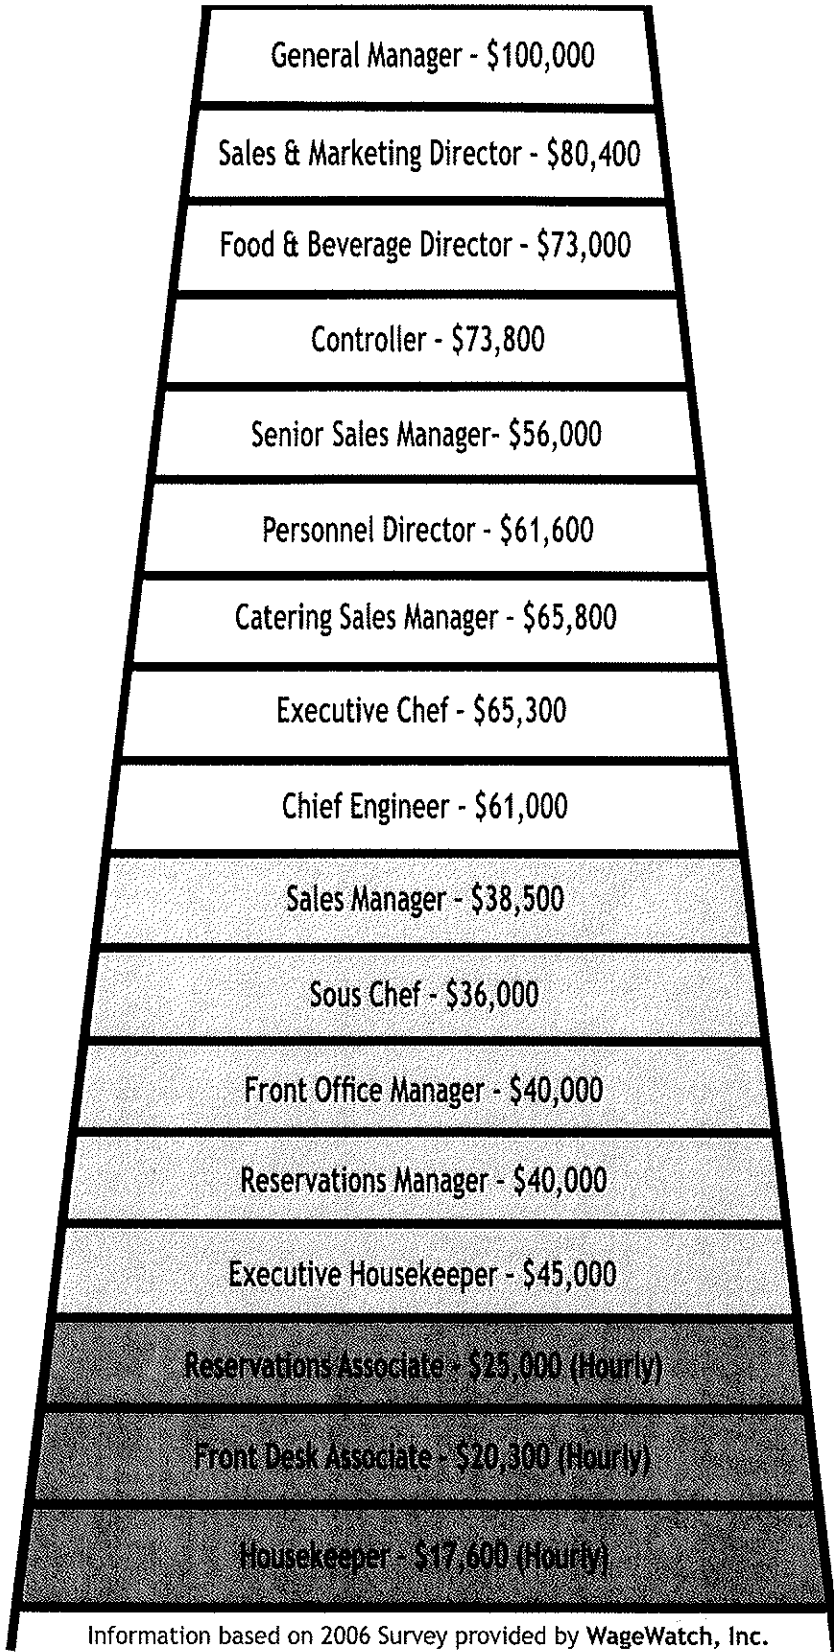 General Manager - $100,000
Sales & Marketing Director - $80,400
Food & Beverage Director - $73,000
Controller - $73,800
Senior Sales Manager- $56,000
Personnel Director - $61,600
Catering Sales Manager - $65,800
Executive Chef - $65,300
Chief Engineer - $61,000
Sales Manager - $38,500
Sous Chef - $36,000
Front Office Manager - $40,000
Reservations Manager - $40,000
Executive Housekeeper - $45,000
Reservations Associate - $25,000 (Hourly)
Front Desk Associate - $20,300 (Hourly)
Housekeeper - $17,600 (Hourly)
Information based on 2006 Survey provided by WageWatch, Inc.